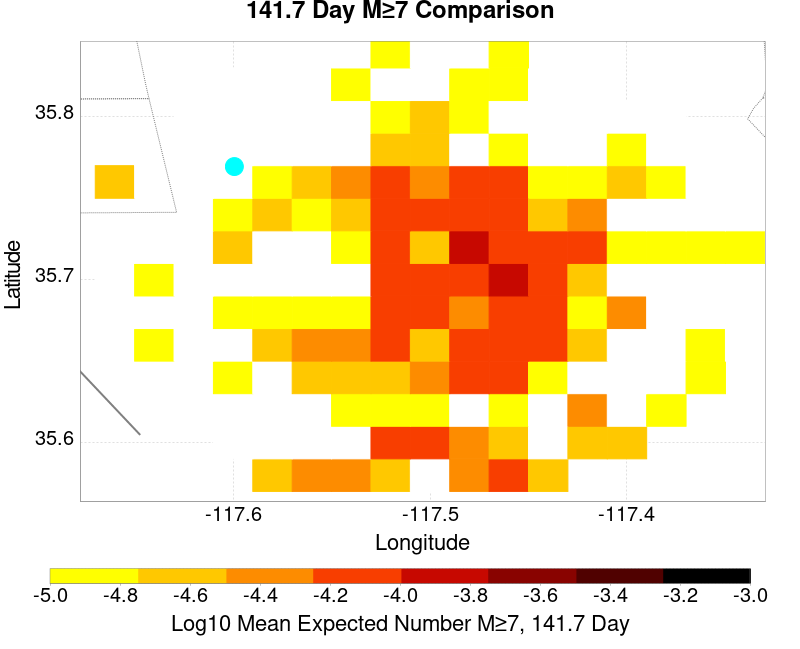 141.7 Day M≥7 Comparison
35.8
35.7
35.6
Latitude
-117.6 -117.5 -117.4
Longitude
-5.0 -4.8 -4.6 -4.4 -4.2 -4.0 -3.8 -3.6 -3.4 -3.2 -3.0
Log10 Mean Expected Number M≥7, 141.7 Day